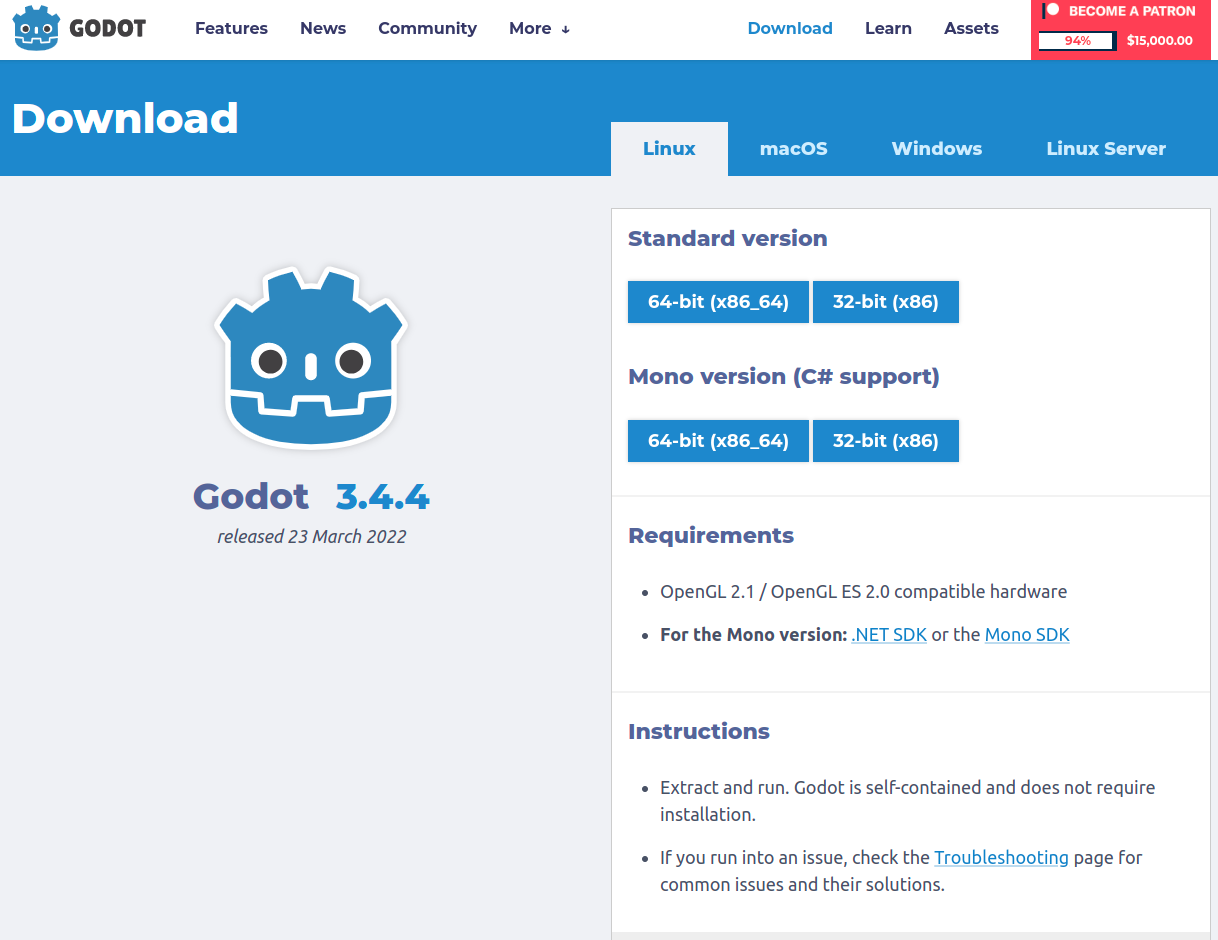 GODOT
Features
News
Community
More ↓
Download
Learn
Assets
BECOME A PATRON
94%
$15,000.00
Download
Linux
macOS
Windows
Linux Server
Godot 3.4.4
released 23 March 2022
Standard version
64-bit (x86_64)
32-bit (x86)
Mono version (C# support)
64-bit (x86_64)
32-bit (x86)
Requirements
• OpenGL 2.1 / OpenGL ES 2.0 compatible hardware
• For the Mono version: .NET SDK or the Mono SDK
Instructions
• Extract and run. Godot is self-contained and does not require
installation.
• If you run into an issue, check the Troubleshooting page for
common issues and their solutions.